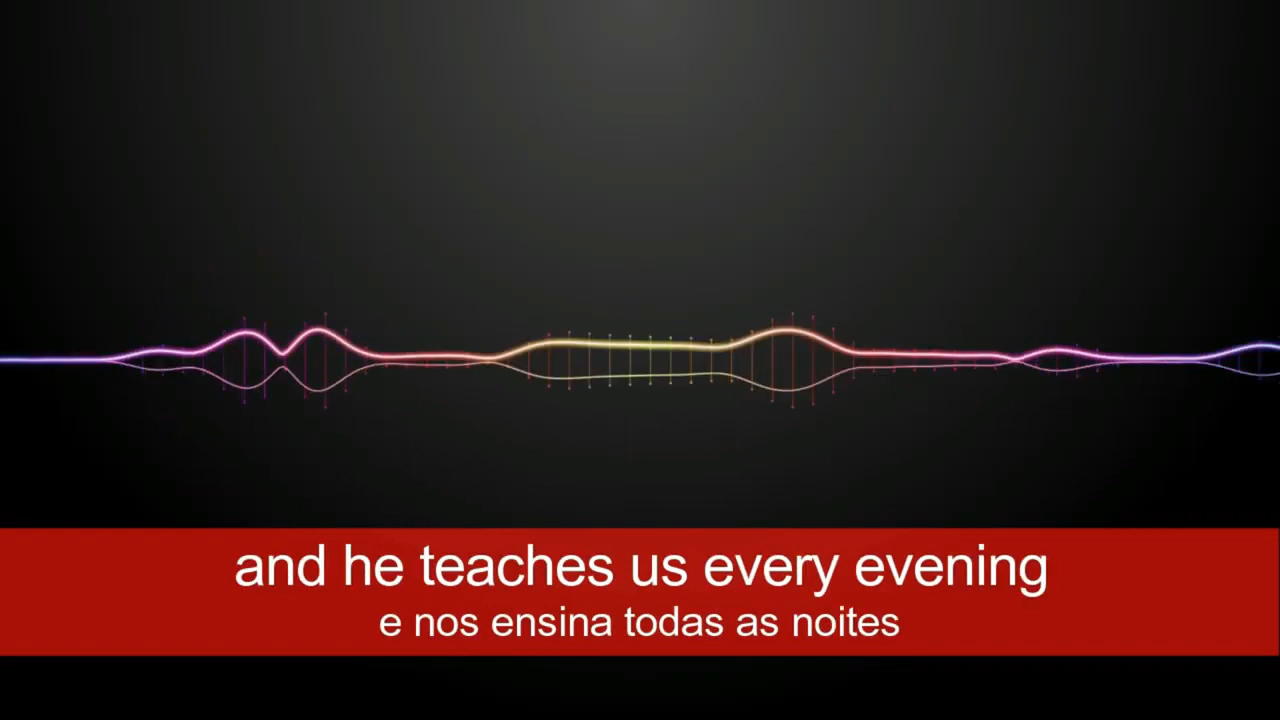 and he teaches us every evening
e nos ensina todas as noites